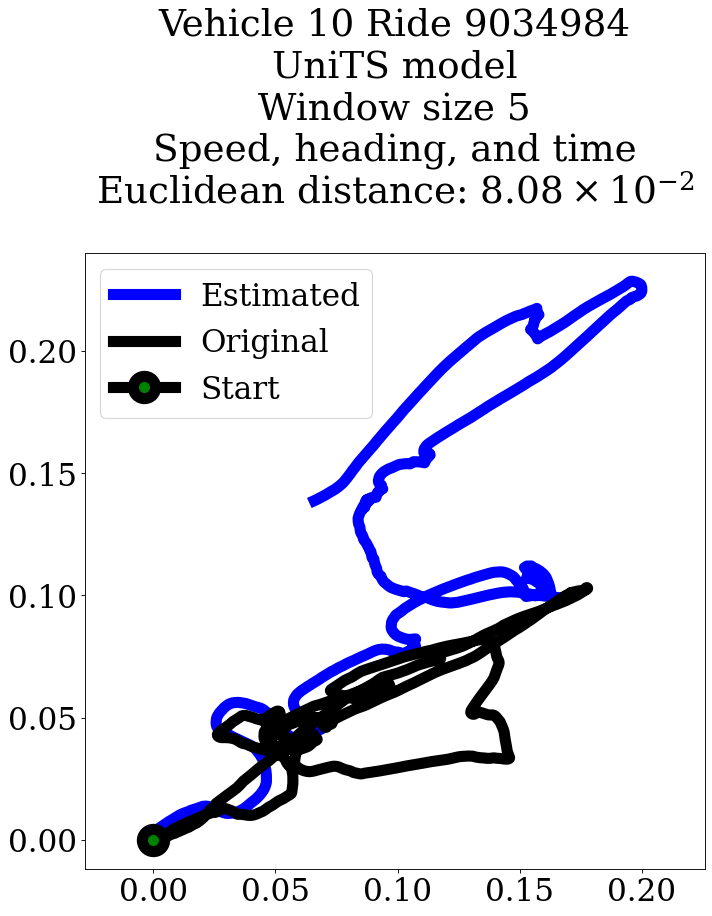 Vehicle 10 Ride 9034984
UniTS model
Window size 5
Speed, heading, and time
Euclidean distance: 8.08 × 10⁻²
Estimated
Original
Start
0.20
0.15
0.10
0.05
0.00
0.00 0.05 0.10 0.15 0.20